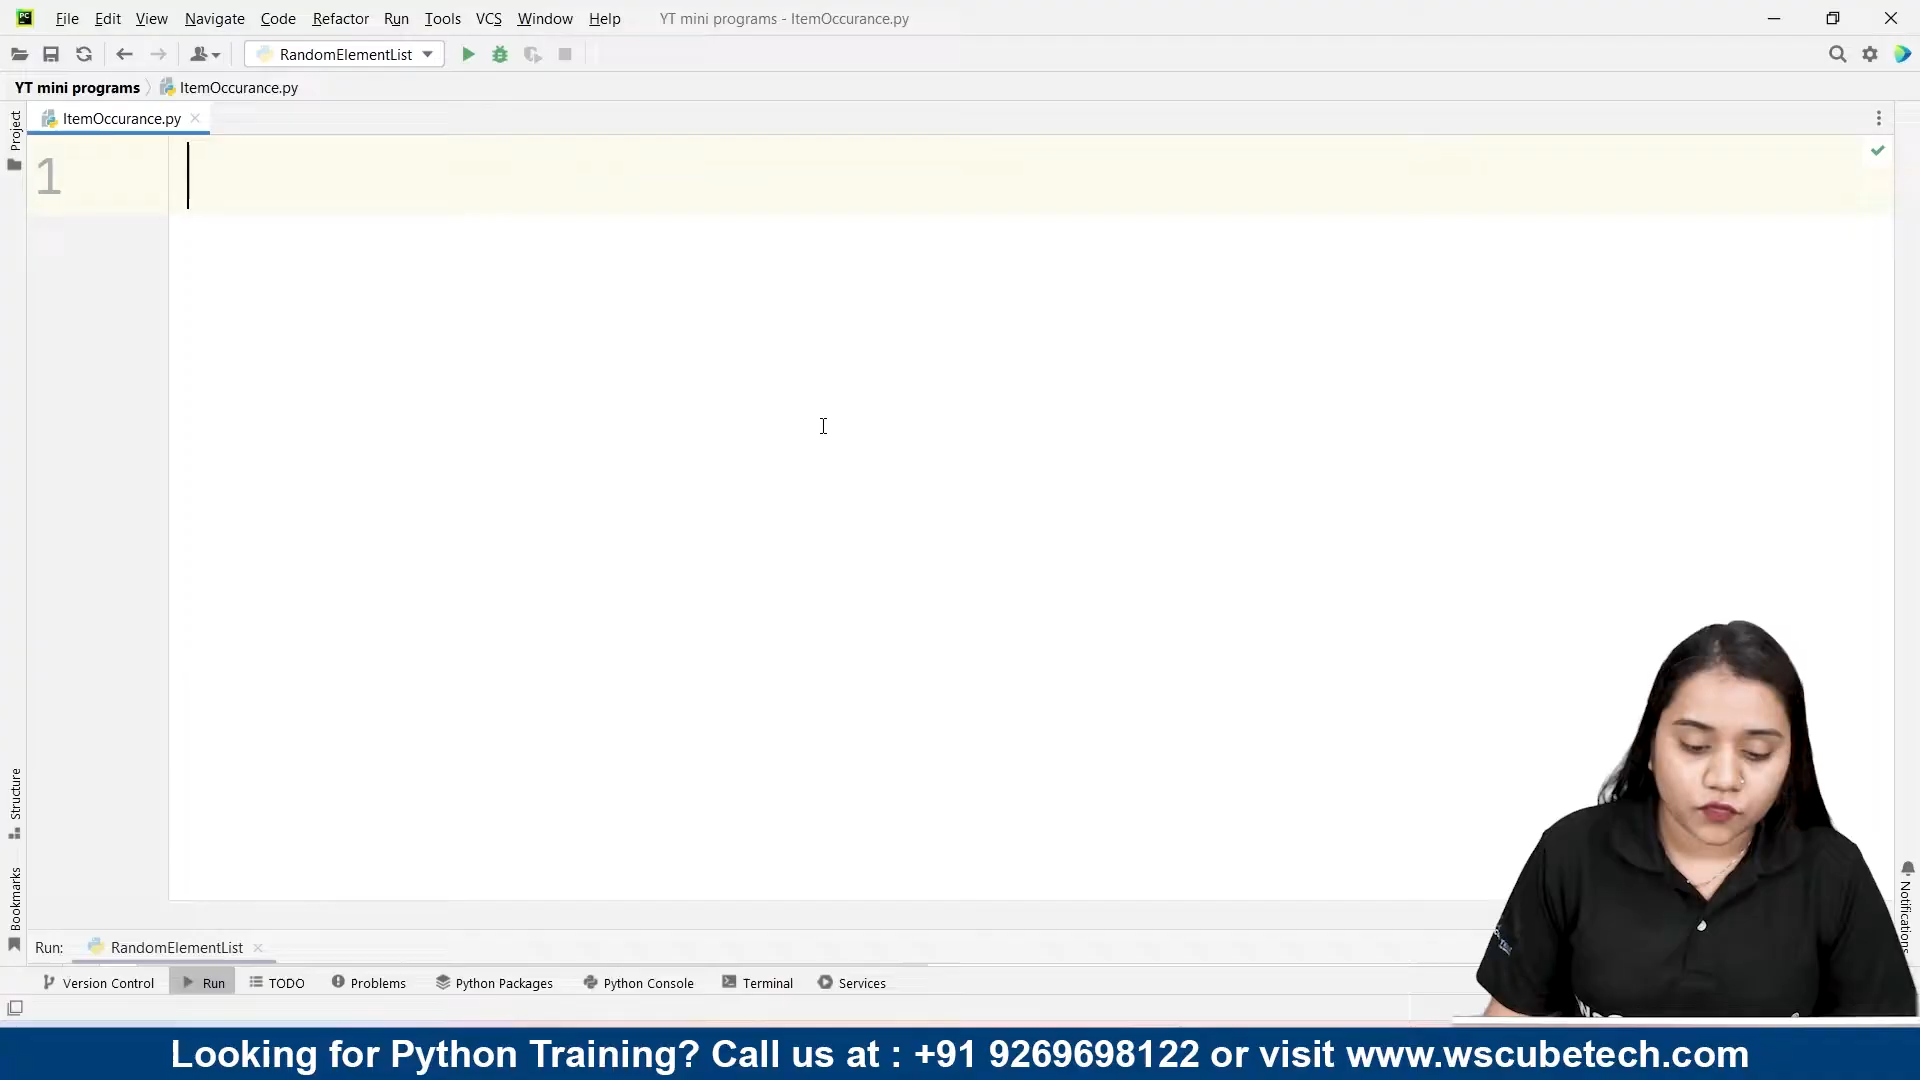 File Edit View Navigate Code Refactor Run Tools VCS Window Help YT mini programs - ItemOccurance.py
RandomElementList
YT mini programs ItemOccurance.py
ItemOccurance.py
Project
1
Structure
Bookmarks
Notifications
Run: RandomElementList
Version Control Run TODO Problems Python Packages Python Console Terminal Services
Looking for Python Training? Call us at : +91 9269698122 or visit www.wscubetech.com